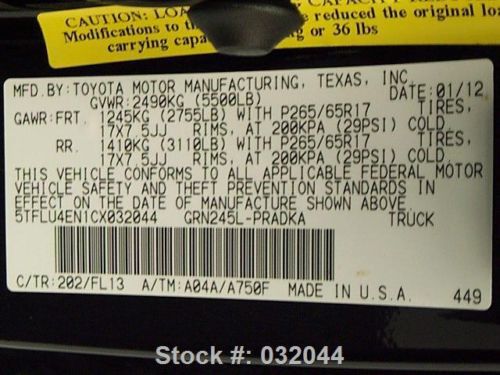 Caution: LOA CAPACITY REDU
Modifications to the reduced the original loa
carrying capa g or 36 lbs
MFD.BY:TOYOTA MOTOR MANUFACTURING, TEXAS, INC.
GVWR:2490KG (5500LB) DATE:01/12
GAWR:FRT. 1245KG (2755LB) WITH P265/65R17 TIRES,
17X7.5JJ RIMS, AT 200KPA (29PSI) COLD
RR. 1410KG (3110LB) WITH P265/65R17 TIRES,
17X7.5JJ RIMS, AT 200KPA (29PSI) COLD.
THIS VEHICLE CONFORMS TO ALL APPLICABLE FEDERAL MOTOR
VEHICLE SAFETY AND THEFT PREVENTION STANDARDS IN
EFFECT ON THE DATE OF MANUFACTURE SHOWN ABOVE.
5TFLU4EN1CX032044 GRN245L-PRADKA TRUCK
C/TR:202/FL13 A/TM:A04A/A750F MADE IN U.S.A. 449
Stock #: 032044